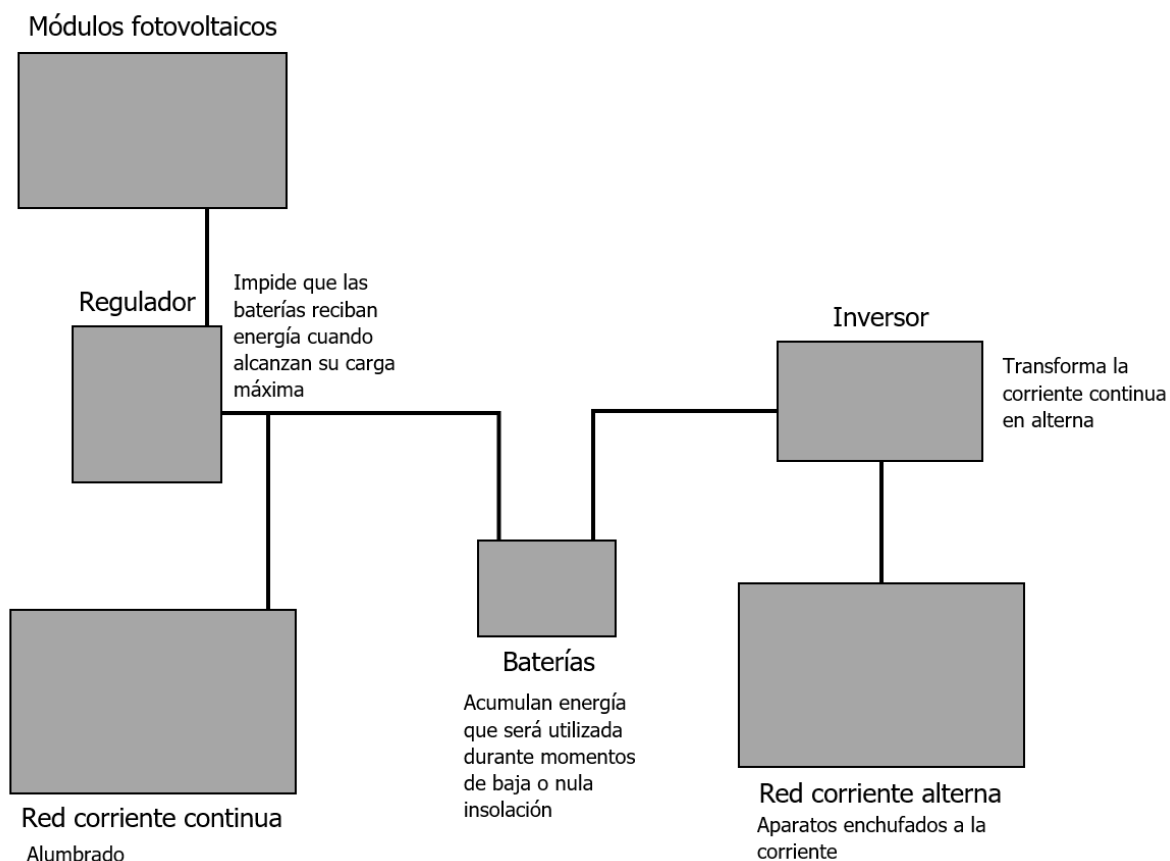 Módulos fotovoltaicos
Regulador
Impide que las
baterías reciban
energía cuando
alcanzan su carga
máxima
Inversor
Transforma la
corriente continua
en alterna
Baterías
Acumulan energía
que será utilizada
durante momentos
de baja o nula
insolación
Red corriente continua
Alumbrado
Red corriente alterna
Aparatos enchufados a la
corriente